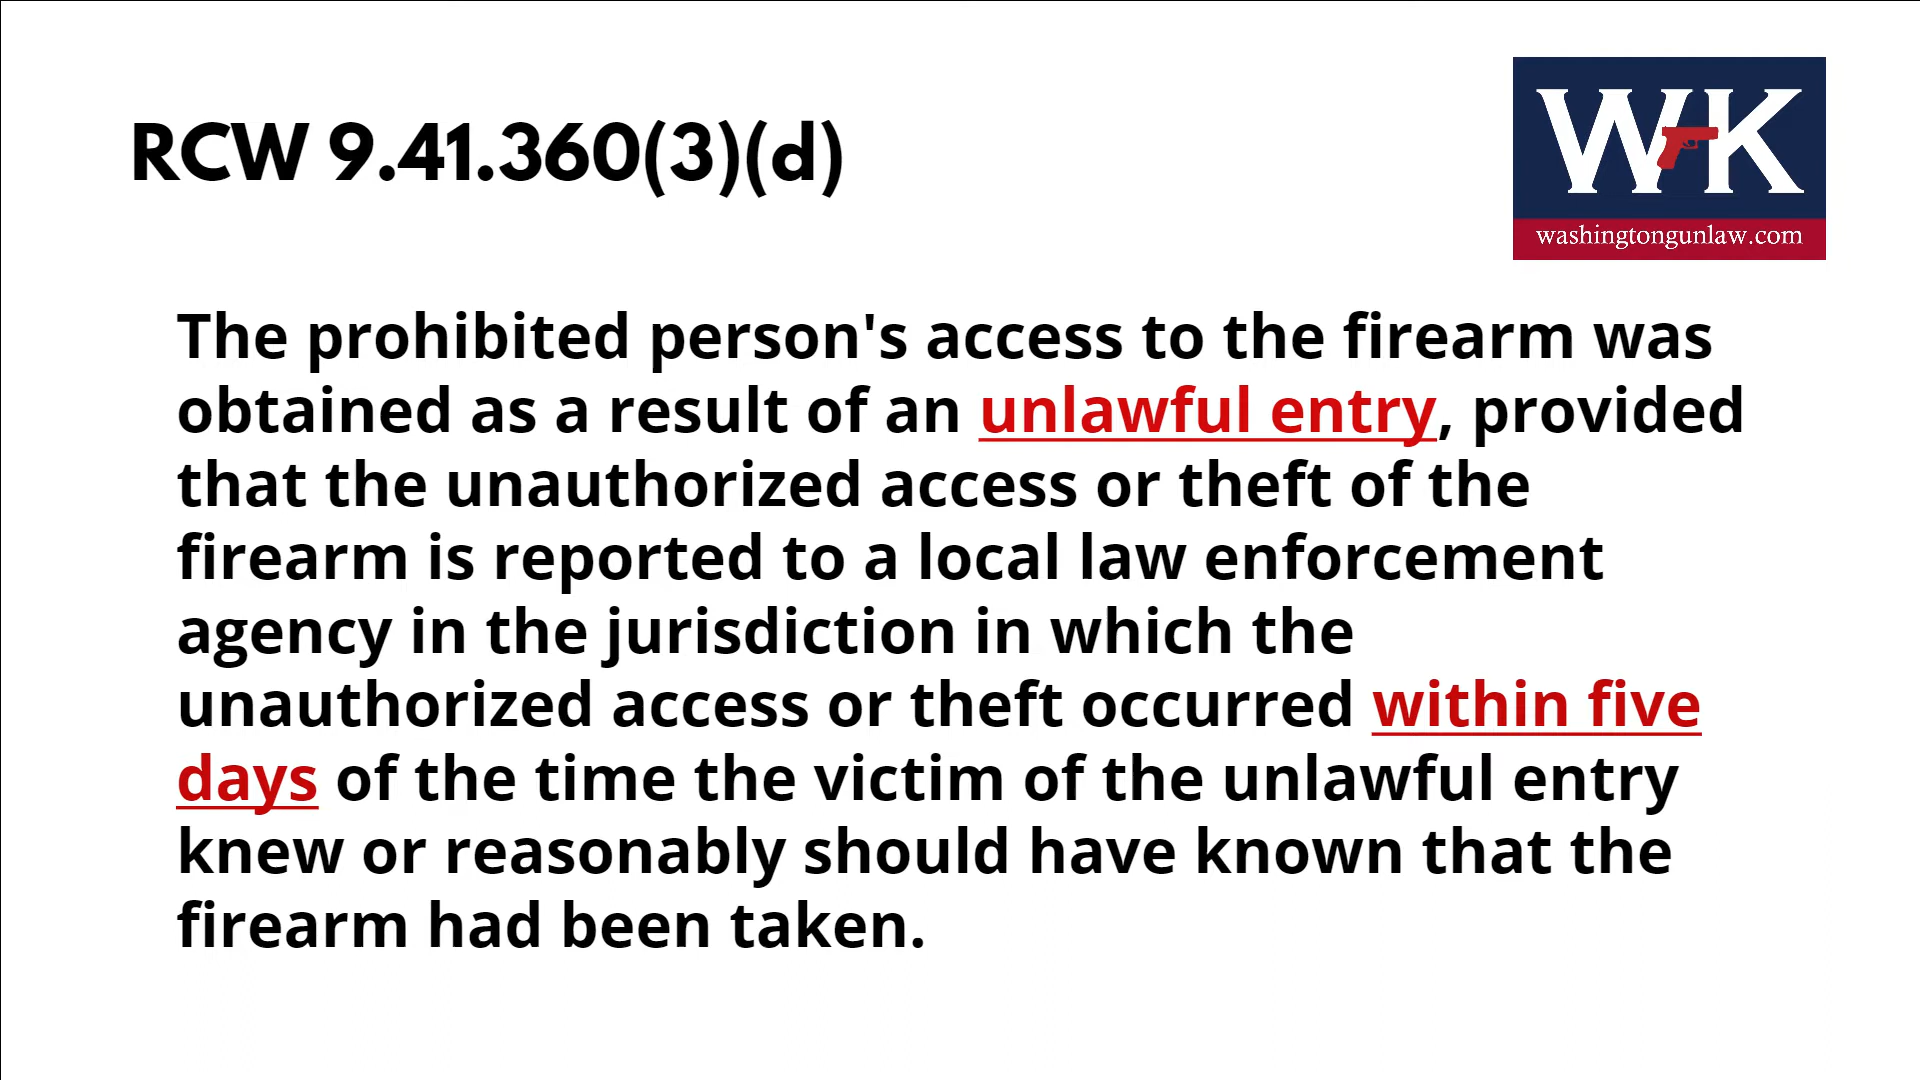 RCW 9.41.360(3)(d)
WK
washingtongunlaw.com
The prohibited person's access to the firearm was
obtained as a result of an unlawful entry, provided
that the unauthorized access or theft of the
firearm is reported to a local law enforcement
agency in the jurisdiction in which the
unauthorized access or theft occurred within five
days of the time the victim of the unlawful entry
knew or reasonably should have known that the
firearm had been taken.